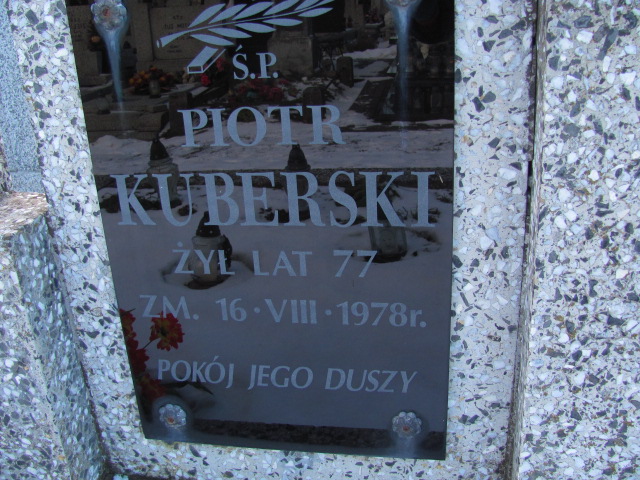 Ś.P.
PIOTR
KUBERSKI
ŻYŁ LAT 77
ZM. 16·VIII·1978r.
POKÓJ JEGO DUSZY